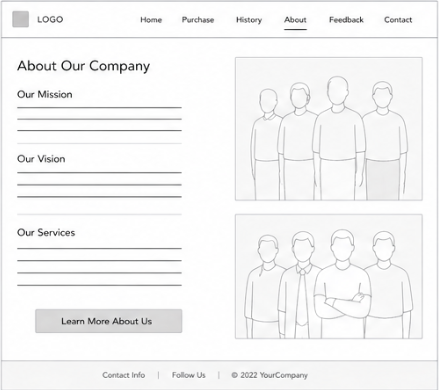 LOGO Home Purchase History About Feedback Contact
About Our Company
Our Mission
Our Vision
Our Services
Learn More About Us
Contact Info | Follow Us | © 2022 YourCompany